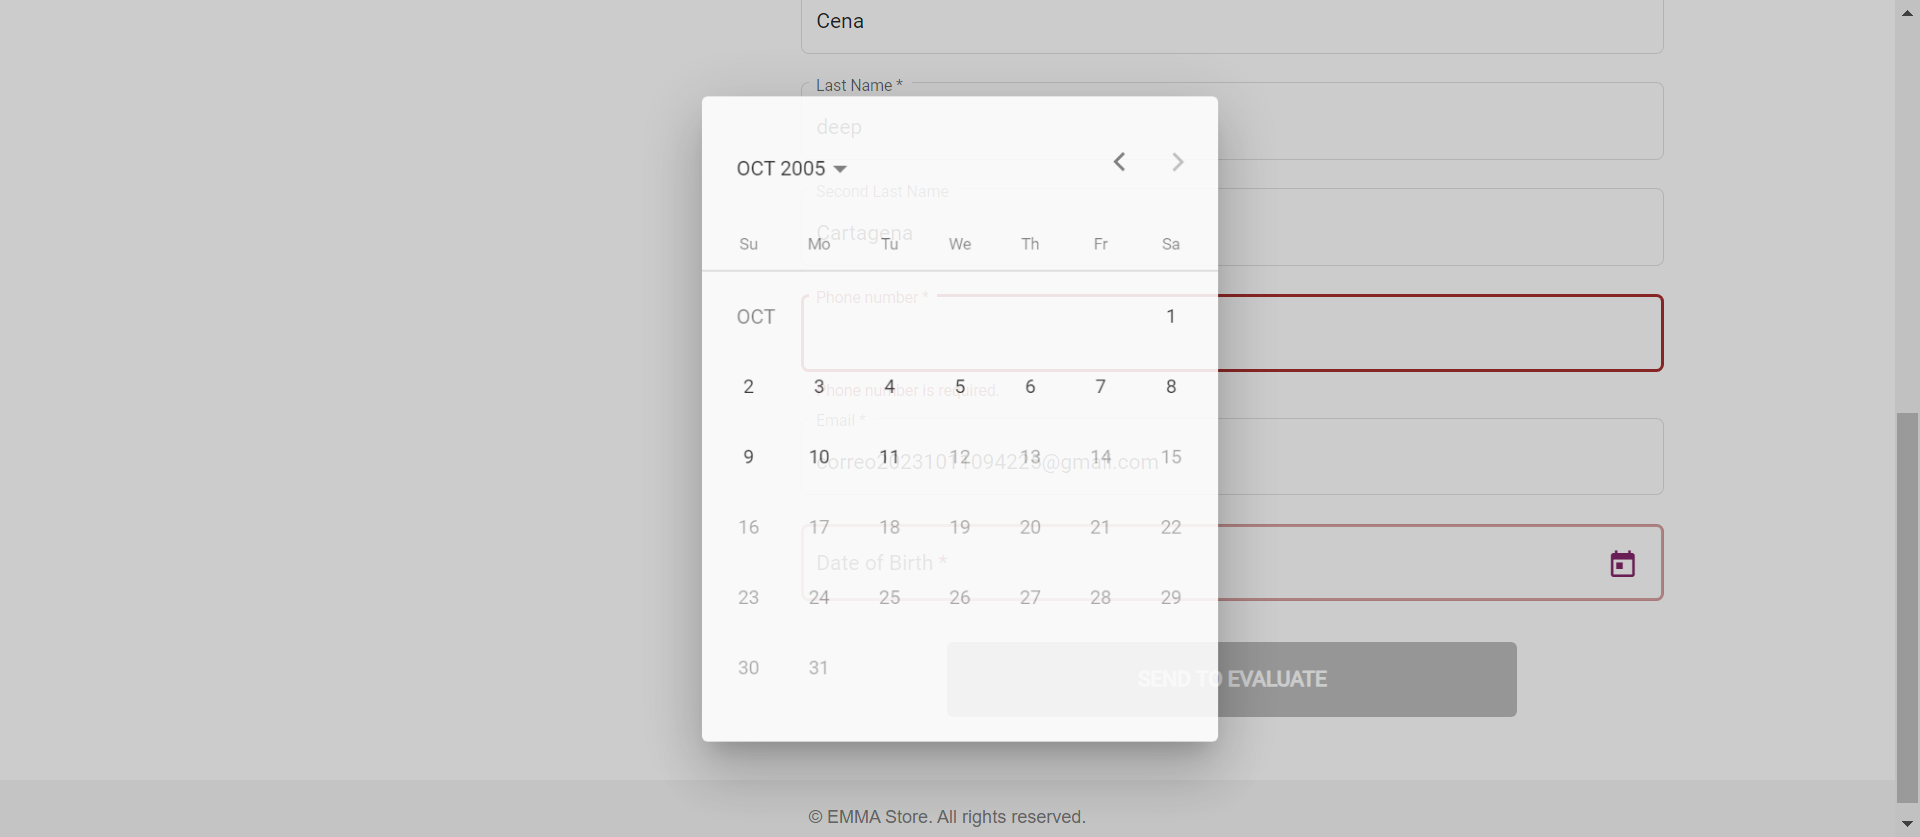 Cena
Last Name *
deep
OCT 2005
Second Last Name
Cartagena
Su Mo Tu We Th Fr Sa
Phone number *
OCT 1
2 3 4 5 6 7 8
Phone number is required.
Email *
9 10 11 12 13 14 15
correo20231011094223@gmail.com
16 17 18 19 20 21 22
Date of Birth *
23 24 25 26 27 28 29
30 31
SEND TO EVALUATE
© EMMA Store. All rights reserved.